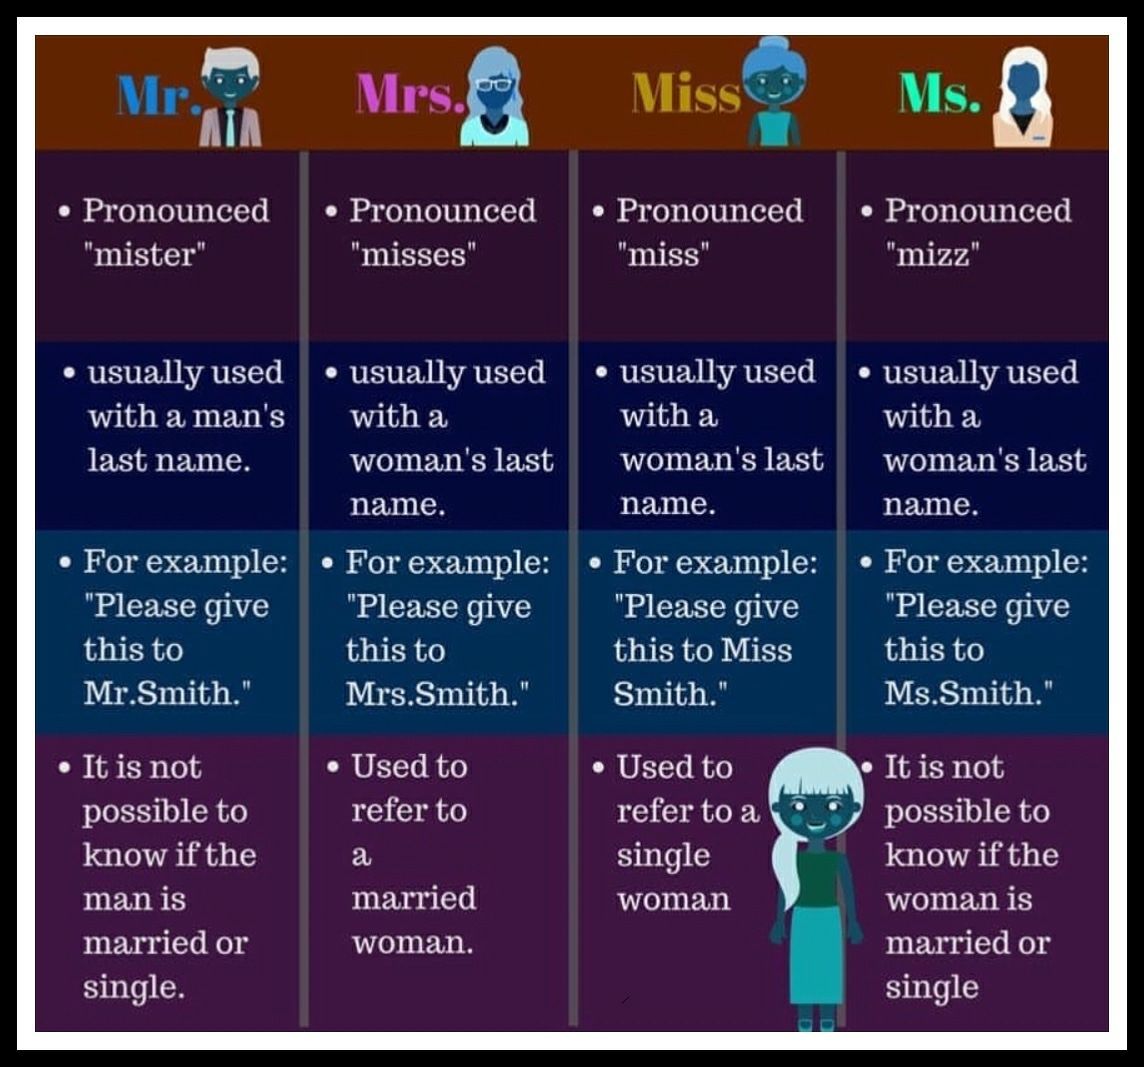 Mr.
Mrs.
Miss
Ms.
• Pronounced
"mister"
• Pronounced
"misses"
• Pronounced
"miss"
• Pronounced
"mizz"
• usually used
with a man's
last name.
• usually used
with a
woman's last
name.
• usually used
with a
woman's last
name.
• usually used
with a
woman's last
name.
• For example:
"Please give
this to
Mr.Smith."
• For example:
"Please give
this to
Mrs.Smith."
• For example:
"Please give
this to Miss
Smith."
• For example:
"Please give
this to
Ms.Smith."
• It is not
possible to
know if the
man is
married or
single.
• Used to
refer to
a
married
woman.
• Used to
refer to a
single
woman
• It is not
possible to
know if the
woman is
married or
single